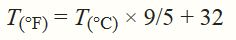 T(°F) = T(°C) × 9/5 + 32